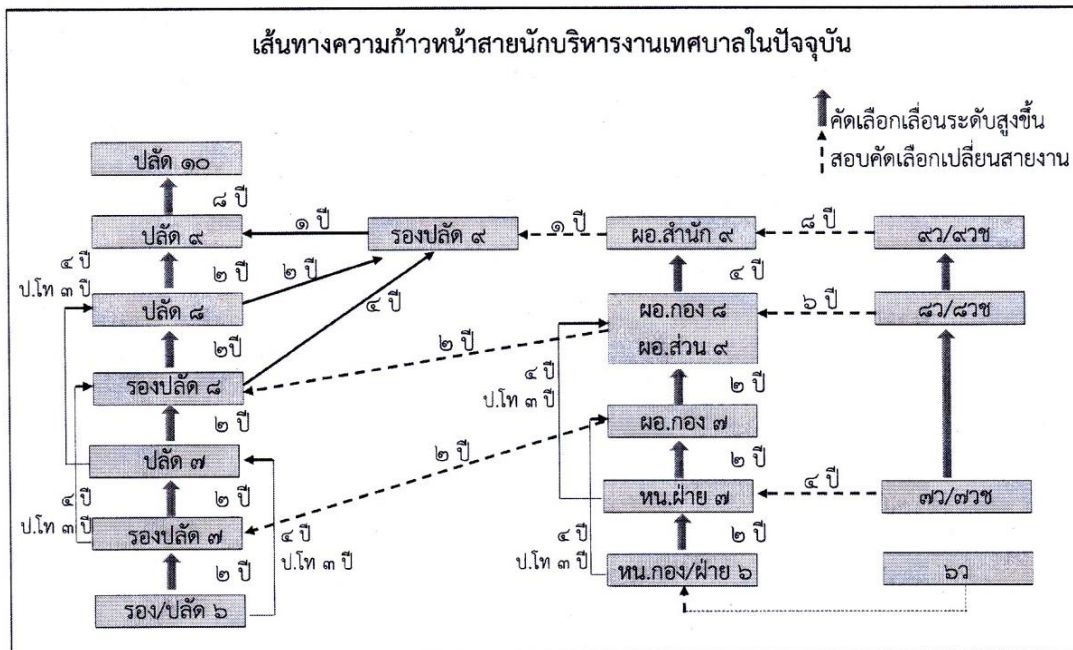 เส้นทางความก้าวหน้าสายนักบริหารงานเทศบาลในปัจจุบัน
คัดเลือกเลื่อนระดับสูงขึ้น
สอบคัดเลือกเปลี่ยนสายงาน
ปลัด ๑๐
๘ ปี
ปลัด ๙
๑ ปี
รองปลัด ๙
๑ ปี
ผอ.สำนัก ๙
๘ ปี
๙ว/๙วช
๔ ปี
ป.โท ๓ ปี
๒ ปี
๒ ปี
๔ ปี
๔ ปี
ปลัด ๘
ผอ.กอง ๘
ผอ.ส่วน ๙
๖ ปี
๘ว/๘วช
๒ปี
๒ ปี
รองปลัด ๘
๔ ปี
ป.โท ๓ ปี
๒ ปี
๒ ปี
ผอ.กอง ๗
ปลัด ๗
๒ ปี
๒ ปี
๔ ปี
ป.โท ๓ ปี
๒ ปี
หน.ฝ่าย ๗
๔ ปี
๗ว/๗วช
รองปลัด ๗
๔ ปี
ป.โท ๓ ปี
๔ ปี
ป.โท ๓ ปี
๒ ปี
๒ ปี
หน.กอง/ฝ่าย ๖
๖ว
รอง/ปลัด ๖